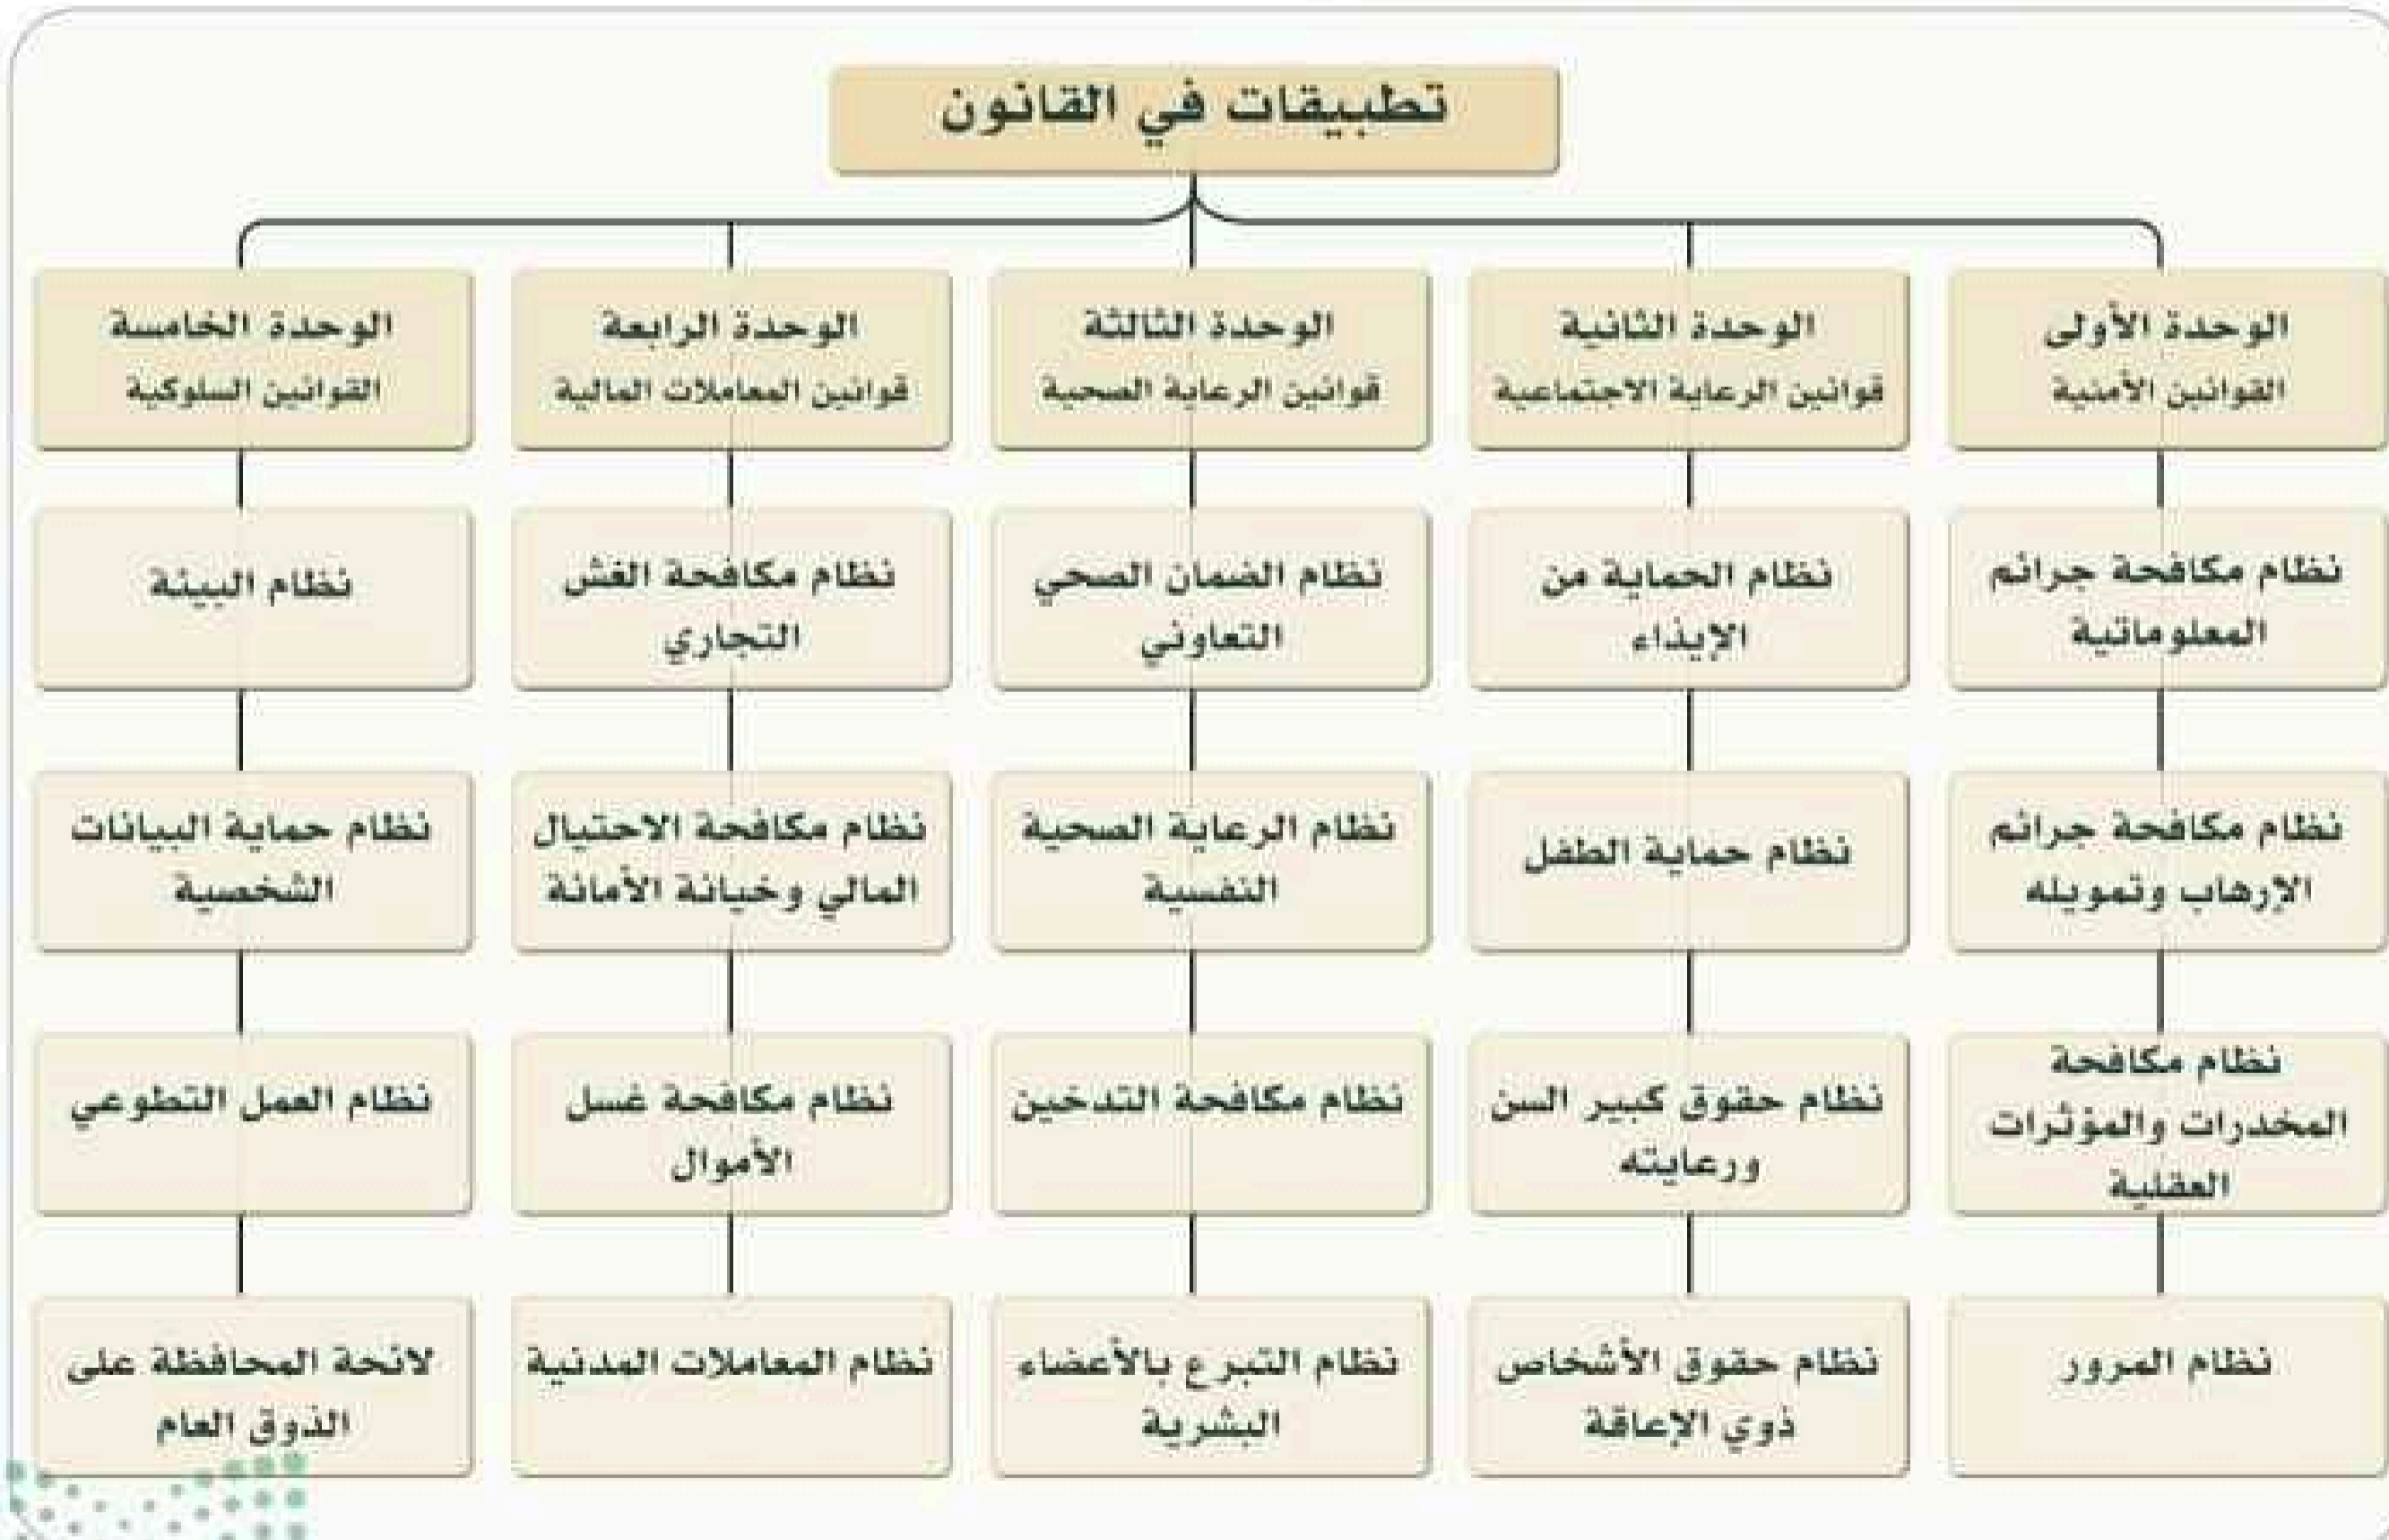 تطبيقات في القانون
الوحدة الأولى
القوانين الأمنية
نظام مكافحة جرائم
المعلوماتية
نظام مكافحة جرائم
الإرهاب وتمويله
نظام مكافحة
المخدرات والمؤثرات
العقلية
نظام المرور
الوحدة الثانية
قوانين الرعاية الاجتماعية
نظام الحماية من
الإيذاء
نظام حماية الطفل
نظام حقوق كبير السن
ورعايته
نظام حقوق الأشخاص
ذوي الإعاقة
الوحدة الثالثة
قوانين الرعاية الصحية
نظام الضمان الصحي
التعاوني
نظام الرعاية الصحية
النفسية
نظام مكافحة التدخين
نظام التبرع بالأعضاء
البشرية
الوحدة الرابعة
قوانين المعاملات المالية
نظام مكافحة الغش
التجاري
نظام مكافحة الاحتيال
المالي وخيانة الأمانة
نظام مكافحة غسل
الأموال
نظام المعاملات المدنية
الوحدة الخامسة
القوانين السلوكية
نظام البيئة
نظام حماية البيانات
الشخصية
نظام العمل التطوعي
لائحة المحافظة على
الذوق العام